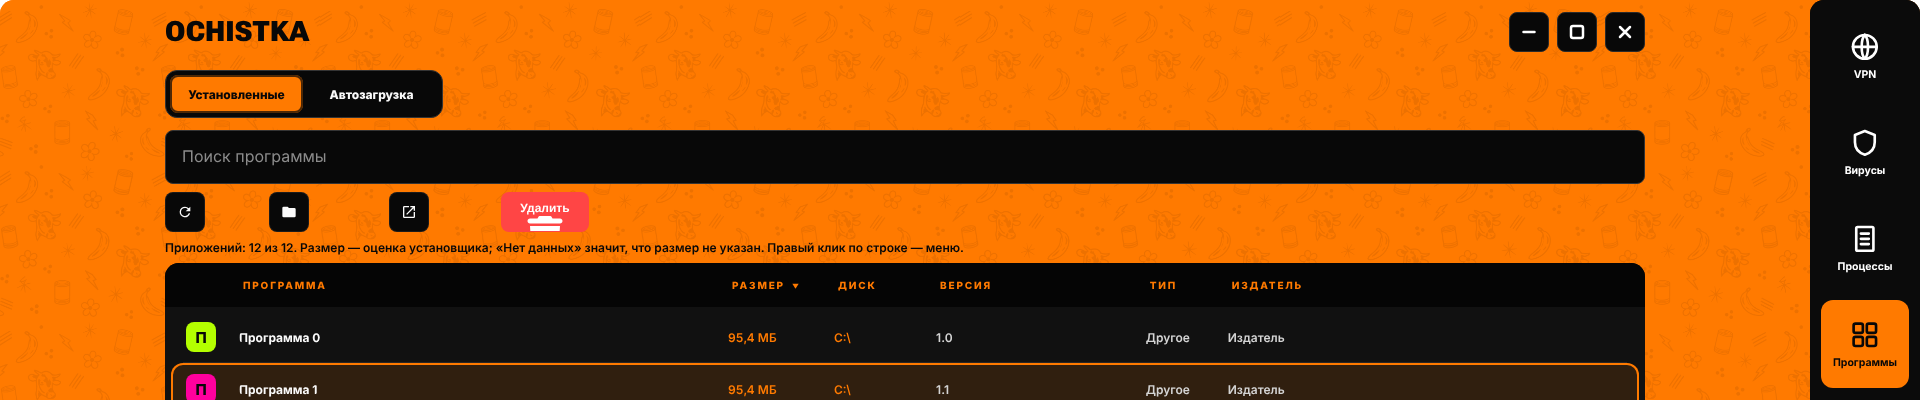 OCHISTKA
VPN
Установленные Автозагрузка
Поиск программы
Вирусы
Удалить
Приложений: 12 из 12. Размер — оценка установщика; «Нет данных» значит, что размер не указан. Правый клик по строке — меню.
Процессы
ПРОГРАММА РАЗМЕР ▼ ДИСК ВЕРСИЯ ТИП ИЗДАТЕЛЬ
П Программа 0 95,4 МБ C:\ 1.0 Другое Издатель
Программы
П Программа 1 95,4 МБ C:\ 1.1 Другое Издатель